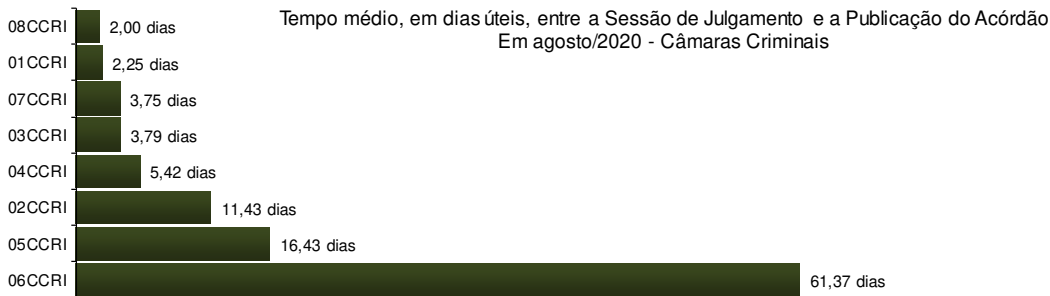 Tempo médio, em dias úteis, entre a Sessão de Julgamento e a Publicação do Acórdão
Em agosto/2020 - Câmaras Criminais
08CCRI 2,00 dias
01CCRI 2,25 dias
07CCRI 3,75 dias
03CCRI 3,79 dias
04CCRI 5,42 dias
02CCRI 11,43 dias
05CCRI 16,43 dias
06CCRI 61,37 dias